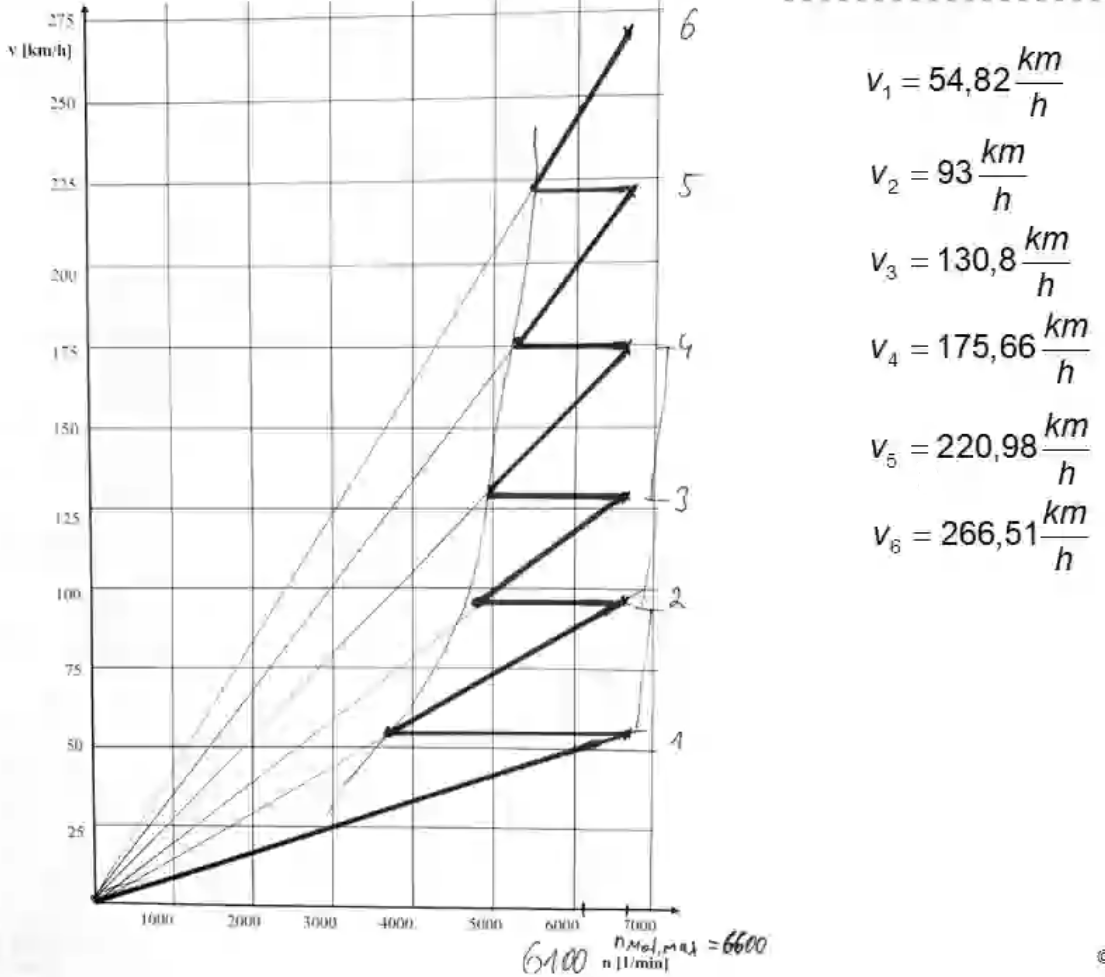 275
v [km/h]
250
225
200
175
150
125
100
75
50
25
1000 2000 3000 4000 5000 6000 7000
6100 n [1/min]
n Mot,max = 6600
6
5
4
3
2
1
v₁ = 54,82 km/h
v₂ = 93 km/h
v₃ = 130,8 km/h
v₄ = 175,66 km/h
v₅ = 220,98 km/h
v₆ = 266,51 km/h
©